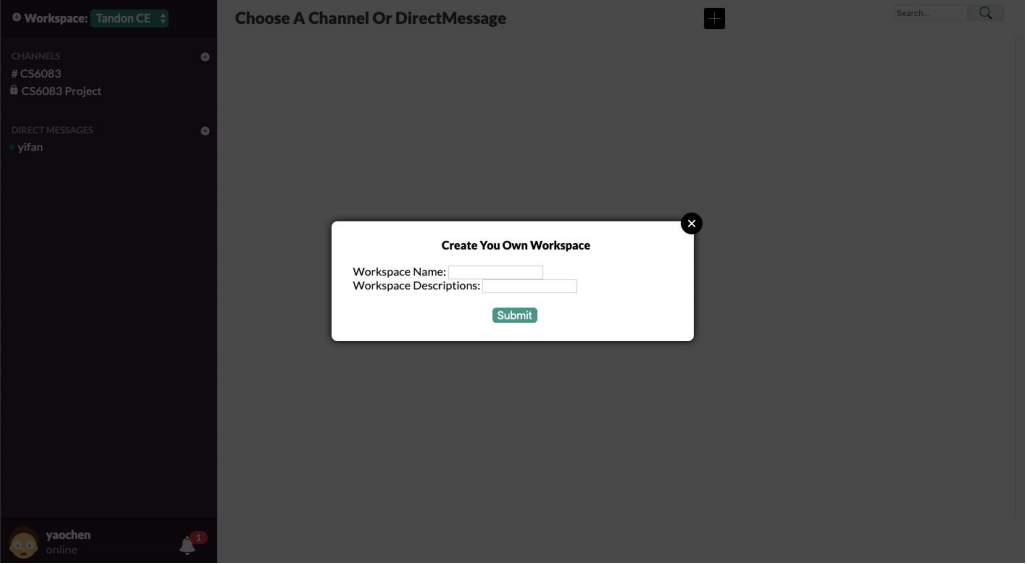 Workspace: Tandon CE
Choose A Channel Or DirectMessage
Search...
CHANNELS
# CS6083
CS6083 Project
DIRECT MESSAGES
yifan
Create You Own Workspace
Workspace Name:
Workspace Descriptions:
Submit
yaochen
online
1